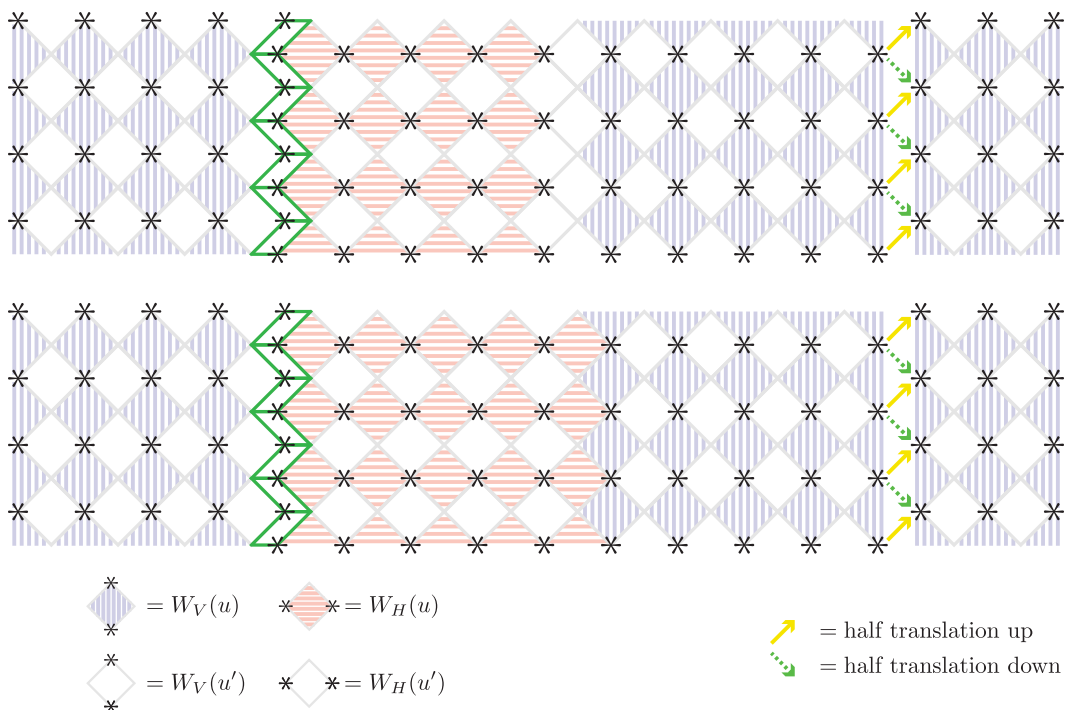 = W_V(u)
= W_H(u)
= half translation up
= half translation down
= W_V(u′)
= W_H(u′)